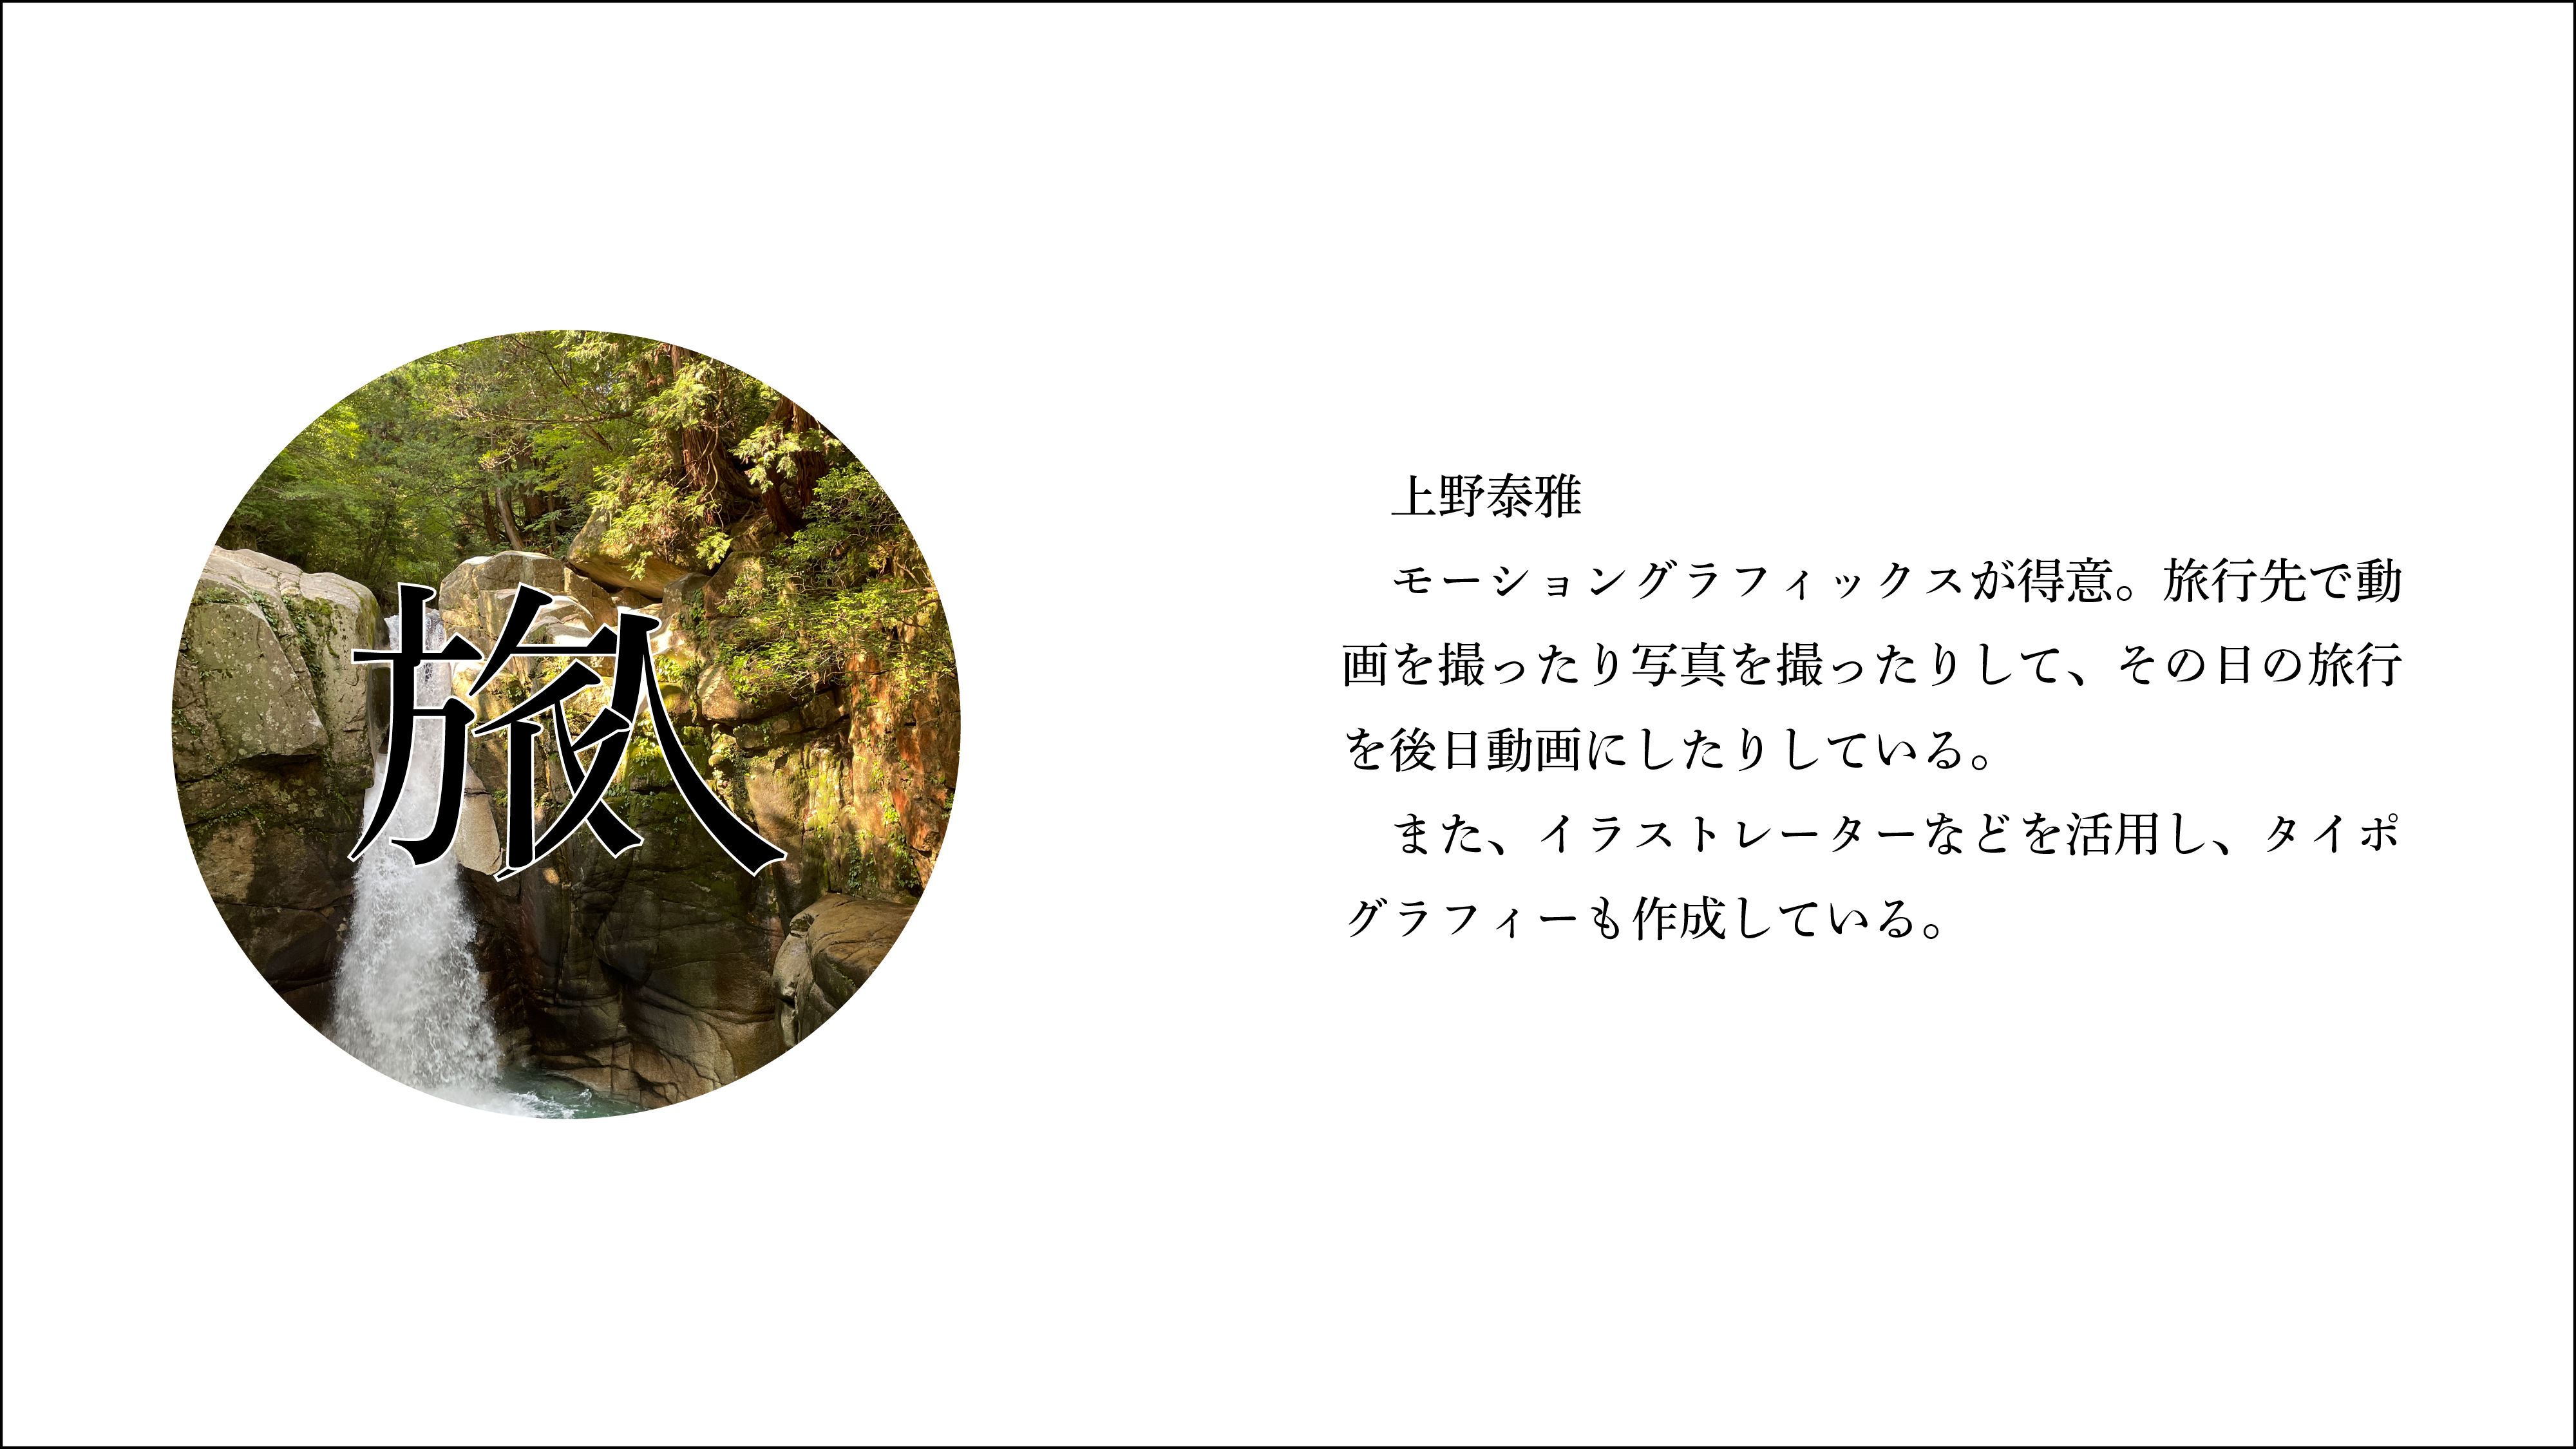 旅人
上野泰雅
モーショングラフィックスが得意。旅行先で動
画を撮ったり写真を撮ったりして、その日の旅行
を後日動画にしたりしている。
また、イラストレーターなどを活用し、タイポ
グラフィーも作成している。